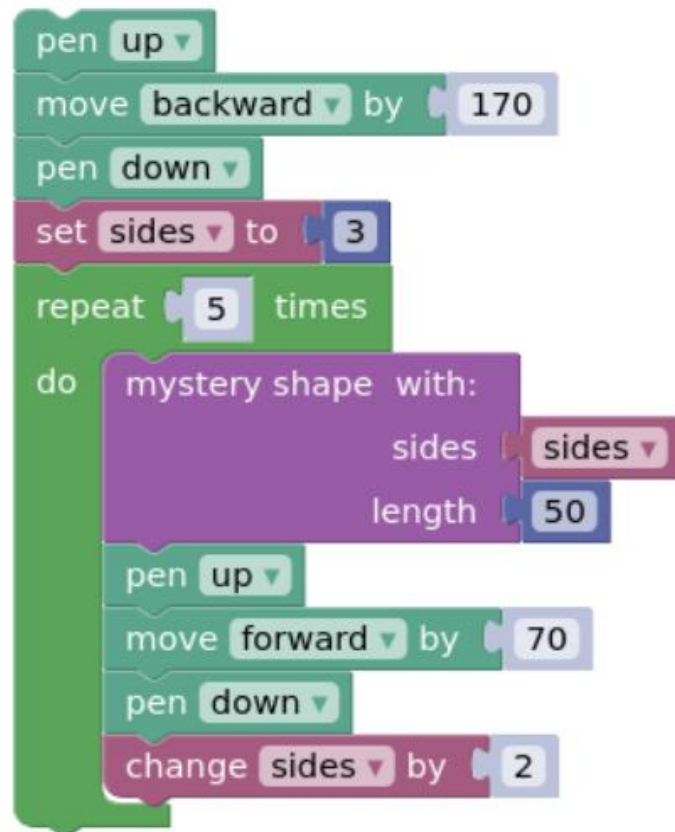 pen up
move backward by 170
pen down
set sides to 3
repeat 5 times
do mystery shape with:
sides sides
length 50
pen up
move forward by 70
pen down
change sides by 2